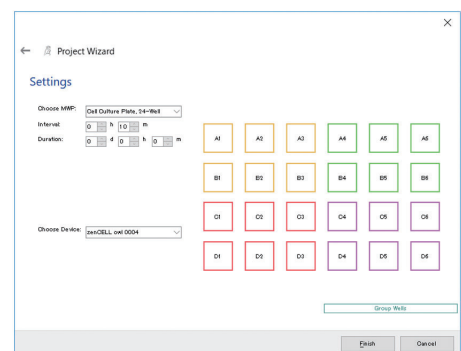 Project Wizard
Settings
Choose MWP: Cell Culture Plate, 24-Well
Interval: 0 h 10 m
Duration: 0 d 0 h 0 m
A1 A2 A3 A4 A5 A6
B1 B2 B3 B4 B5 B6
C1 C2 C3 C4 C5 C6
Choose Device: zenCELL owl 0004
D1 D2 D3 D4 D5 D6
Group Wells
Finish Cancel